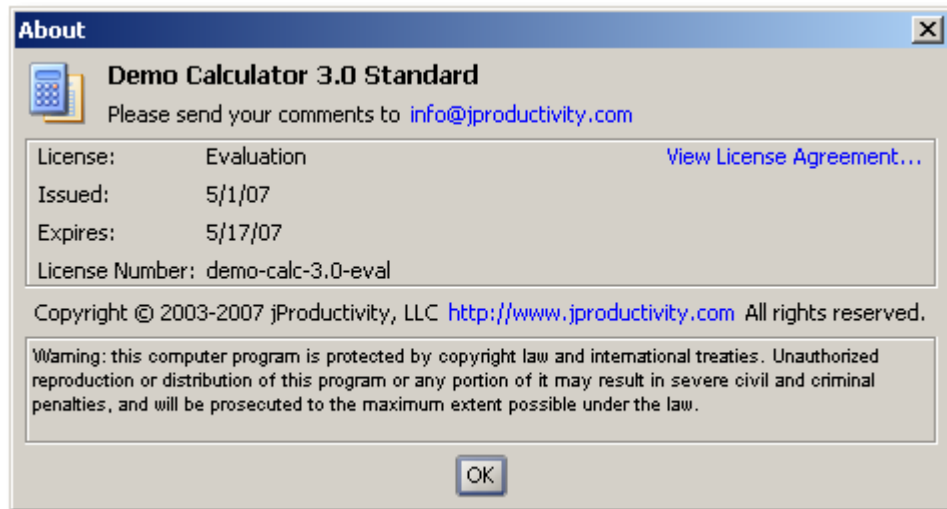 About
Demo Calculator 3.0 Standard
Please send your comments to info@jproductivity.com
License: Evaluation View License Agreement...
Issued: 5/1/07
Expires: 5/17/07
License Number: demo-calc-3.0-eval
Copyright © 2003-2007 jProductivity, LLC http://www.jproductivity.com All rights reserved.
Warning: this computer program is protected by copyright law and international treaties. Unauthorized
reproduction or distribution of this program or any portion of it may result in severe civil and criminal
penalties, and will be prosecuted to the maximum extent possible under the law.
OK